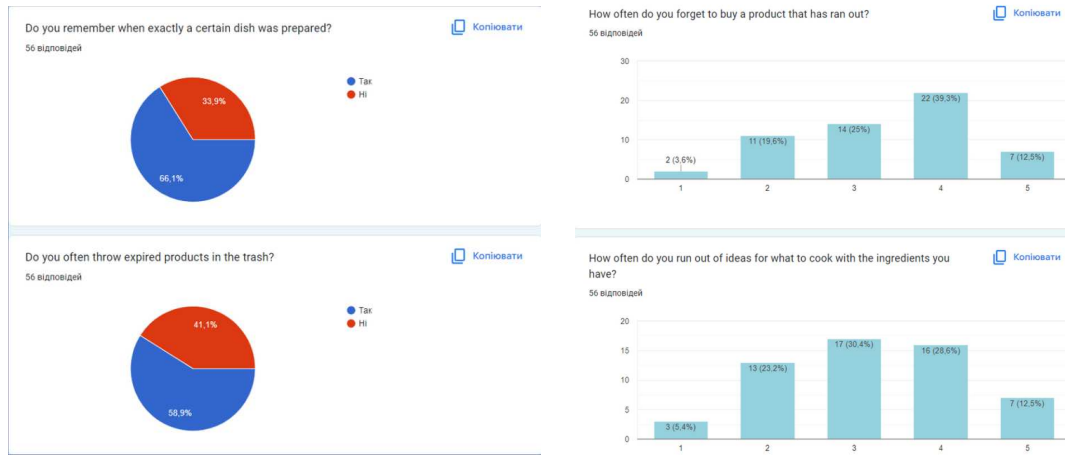 Do you remember when exactly a certain dish was prepared?
Копіювати
56 відповідей
Так
Ні
33,9%
66,1%
How often do you forget to buy a product that has ran out?
Копіювати
56 відповідей
30
20
10
0
2 (3,6%)
11 (19,6%)
14 (25%)
22 (39,3%)
7 (12,5%)
1
2
3
4
5
Do you often throw expired products in the trash?
Копіювати
56 відповідей
Так
Ні
41,1%
58,9%
How often do you run out of ideas for what to cook with the ingredients you
have?
Копіювати
56 відповідей
20
15
10
5
0
3 (5,4%)
13 (23,2%)
17 (30,4%)
16 (28,6%)
7 (12,5%)
1
2
3
4
5